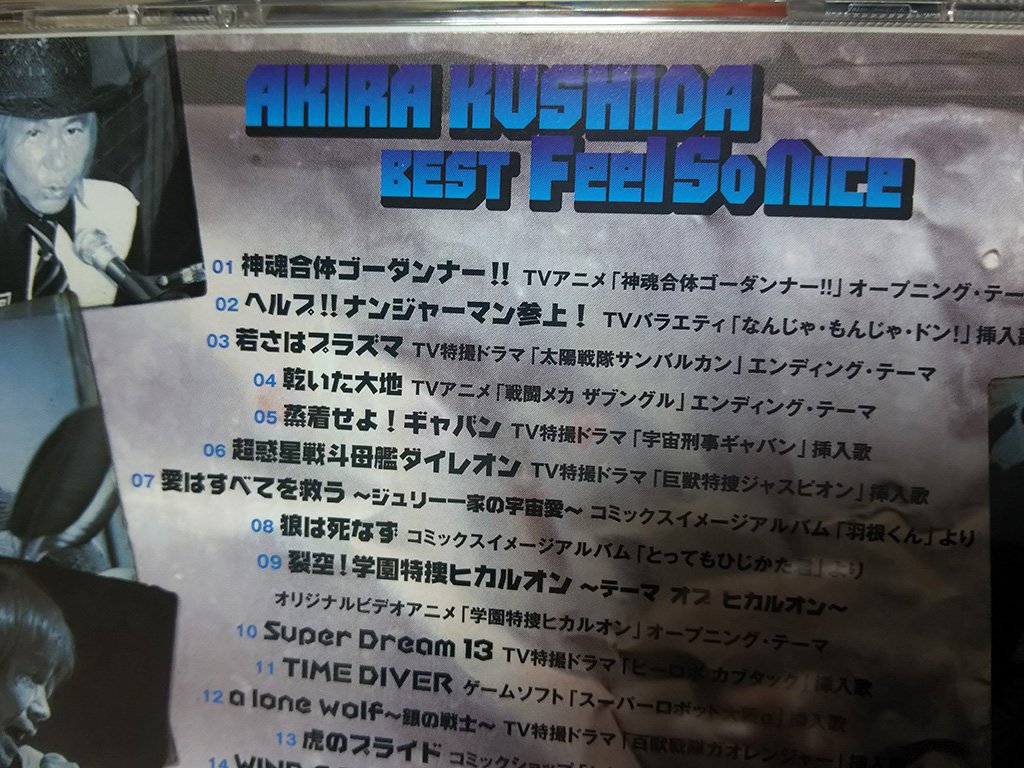 AKIRA KUSHIDA
BEST Feel So Nice
01 神魂合体ゴーダンナー!! TVアニメ「神魂合体ゴーダンナー!!」オープニング・テー
02 ヘルプ!!ナンジャーマン参上! TVバラエティ「なんじゃ・もんじゃ・ドン!」挿入
03 若さはプラズマ TV特撮ドラマ「太陽戦隊サンバルカン」エンディング・テーマ
04 乾いた大地 TVアニメ「戦闘メカ ザブングル」エンディング・テーマ
05 蒸着せよ!ギャバン TV特撮ドラマ「宇宙刑事ギャバン」挿入歌
06 超惑星戦斗母艦ダイレオン TV特撮ドラマ「巨獣特捜ジャスピオン」挿入歌
07 愛はすべてを救う ～ジュリー一家の宇宙愛～ コミックスイメージアルバム「羽根くん」より
08 狼は死なず コミックスイメージアルバム「とってもひじかた」より
09 裂空!学園特捜ヒカルオン ～テーマ オブ ヒカルオン～
オリジナルビデオアニメ「学園特捜ヒカルオン」オープニング・テーマ
10 Super Dream 13 TV特撮ドラマ「ビーロボ カブタック」挿入歌
11 TIME DIVER ゲームソフト「スーパーロボット大戦α」挿入歌
12 a lone wolf～銀の戦士～ TV特撮ドラマ「百獣戦隊ガオレンジャー」挿入歌
13 虎のプライド コミックショップ
14 WIND